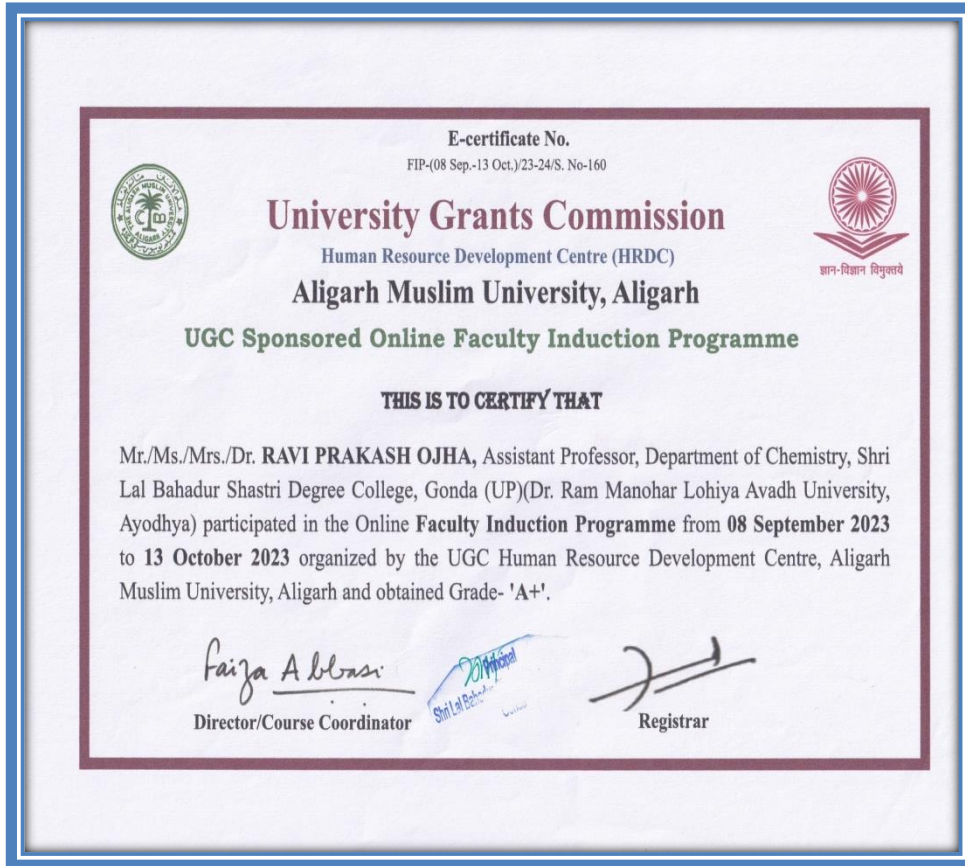 E-certificate No.
FIP-(08 Sep.-13 Oct.)/23-24/S. No-160
University Grants Commission
Human Resource Development Centre (HRDC)
ज्ञान-विज्ञान विमुक्तये
Aligarh Muslim University, Aligarh
UGC Sponsored Online Faculty Induction Programme
THIS IS TO CERTIFY THAT
Mr./Ms./Mrs./Dr. RAVI PRAKASH OJHA, Assistant Professor, Department of Chemistry, Shri
Lal Bahadur Shastri Degree College, Gonda (UP)(Dr. Ram Manohar Lohiya Avadh University,
Ayodhya) participated in the Online Faculty Induction Programme from 08 September 2023
to 13 October 2023 organized by the UGC Human Resource Development Centre, Aligarh
Muslim University, Aligarh and obtained Grade- 'A+'.
Faiza Abbasi
Principal
Shri Lal
Director/Course Coordinator
Registrar